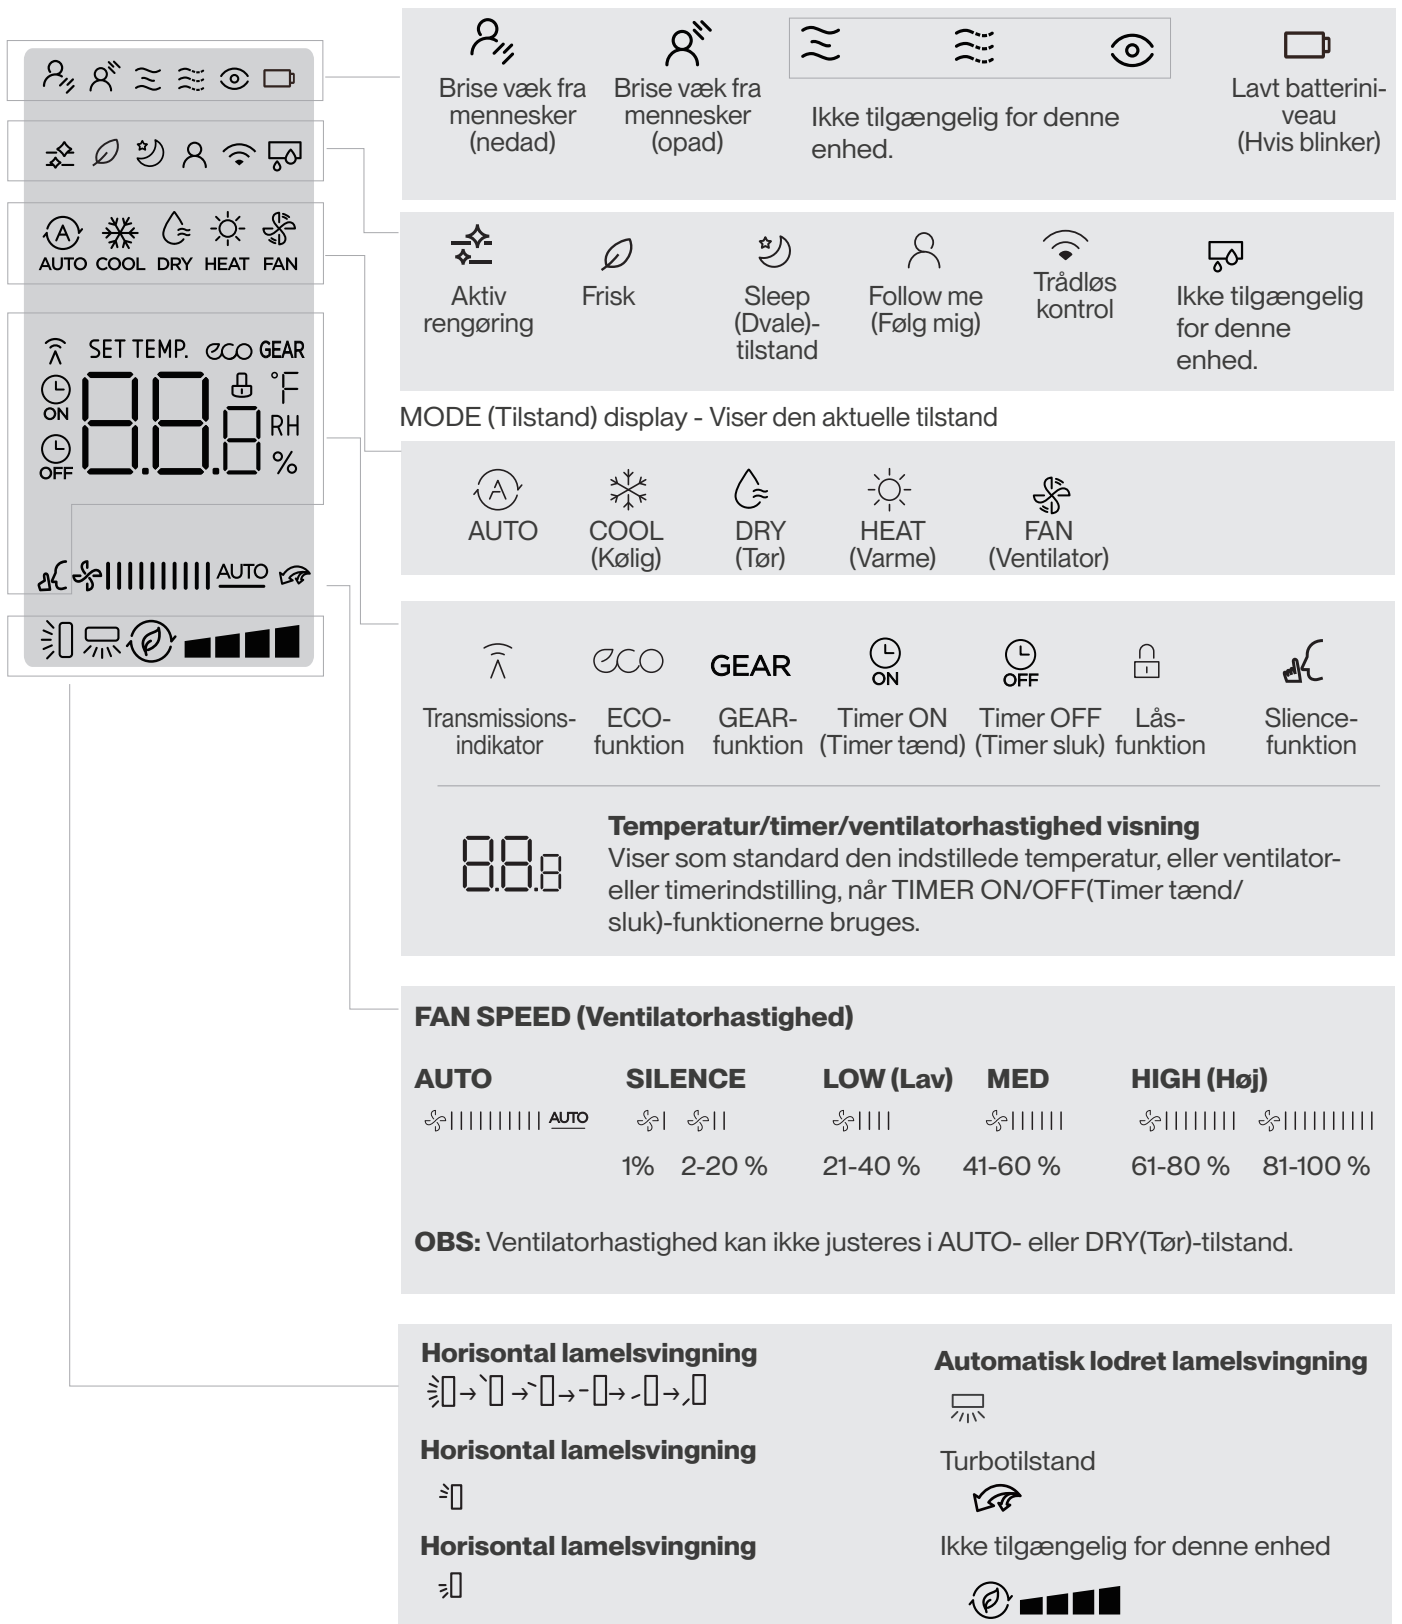 AUTO COOL DRY HEAT FAN
SET TEMP. eco GEAR
ON
°F
88.8
RH
OFF
%
AUTO
Brise væk fra
mennesker
(nedad)
Brise væk fra
mennesker
(opad)
Ikke tilgængelig for denne
enhed.
Lavt batterini-
veau
(Hvis blinker)
Aktiv
rengøring
Frisk
Sleep
(Dvale)-
tilstand
Follow me
(Følg mig)
Trådløs
kontrol
Ikke tilgængelig
for denne
enhed.
MODE (Tilstand) display - Viser den aktuelle tilstand
A
AUTO
COOL
(Kølig)
DRY
(Tør)
HEAT
(Varme)
FAN
(Ventilator)
eco
GEAR
ON
OFF
Transmissions-
indikator
ECO-
funktion
GEAR-
funktion
Timer ON
(Timer tænd)
Timer OFF
(Timer sluk)
Lås-
funktion
Slience-
funktion
88.8
Temperatur/timer/ventilatorhastighed visning
Viser som standard den indstillede temperatur, eller ventilator-
eller timerindstilling, når TIMER ON/OFF(Timer tænd/
sluk)-funktionerne bruges.
FAN SPEED (Ventilatorhastighed)
AUTO SILENCE LOW (Lav) MED HIGH (Høj)
AUTO
1% 2-20 % 21-40 % 41-60 % 61-80 % 81-100 %
OBS: Ventilatorhastighed kan ikke justeres i AUTO- eller DRY(Tør)-tilstand.
Horisontal lamelsvingning
Horisontal lamelsvingning
Horisontal lamelsvingning
Automatisk lodret lamelsvingning
Turbotilstand
Ikke tilgængelig for denne enhed